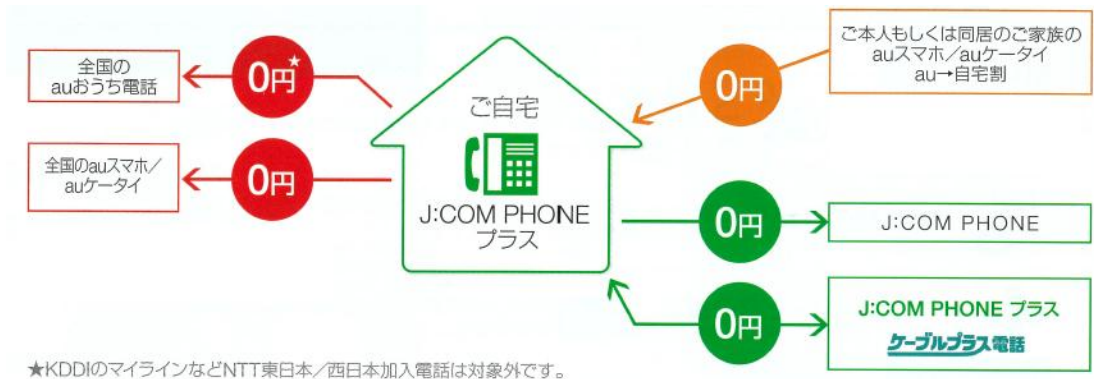 全国の
auおうち電話
0円★
全国のauスマホ/
auケータイ
0円
ご自宅
J:COM PHONE
プラス
0円
ご本人もしくは同居のご家族の
auスマホ/auケータイ
au→自宅割
0円
J:COM PHONE
0円
J:COM PHONE プラス
ケーブルプラス電話
★KDDIのマイラインなどNTT東日本/西日本加入電話は対象外です。